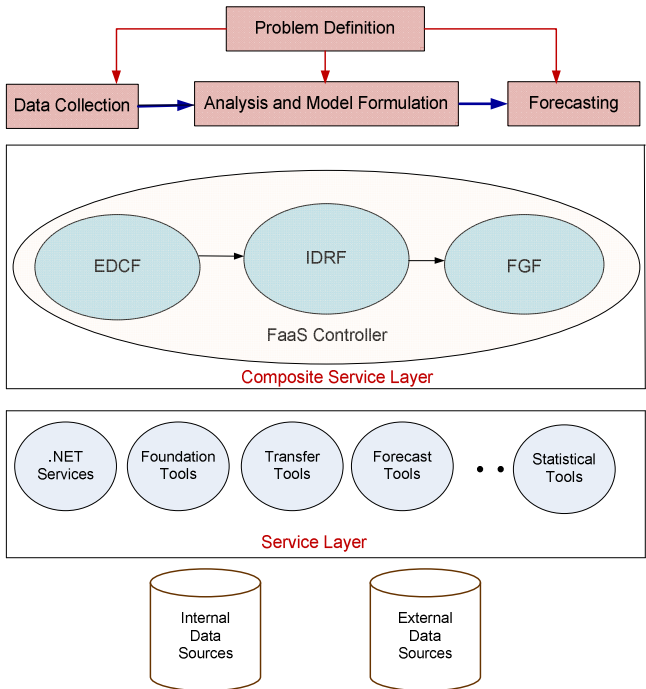 Problem Definition
Data Collection
Analysis and Model Formulation
Forecasting
EDCF
IDRF
FGF
FaaS Controller
Composite Service Layer
.NET
Services
Foundation
Tools
Transfer
Tools
Forecast
Tools
Statistical
Tools
Service Layer
Internal
Data
Sources
External
Data
Sources